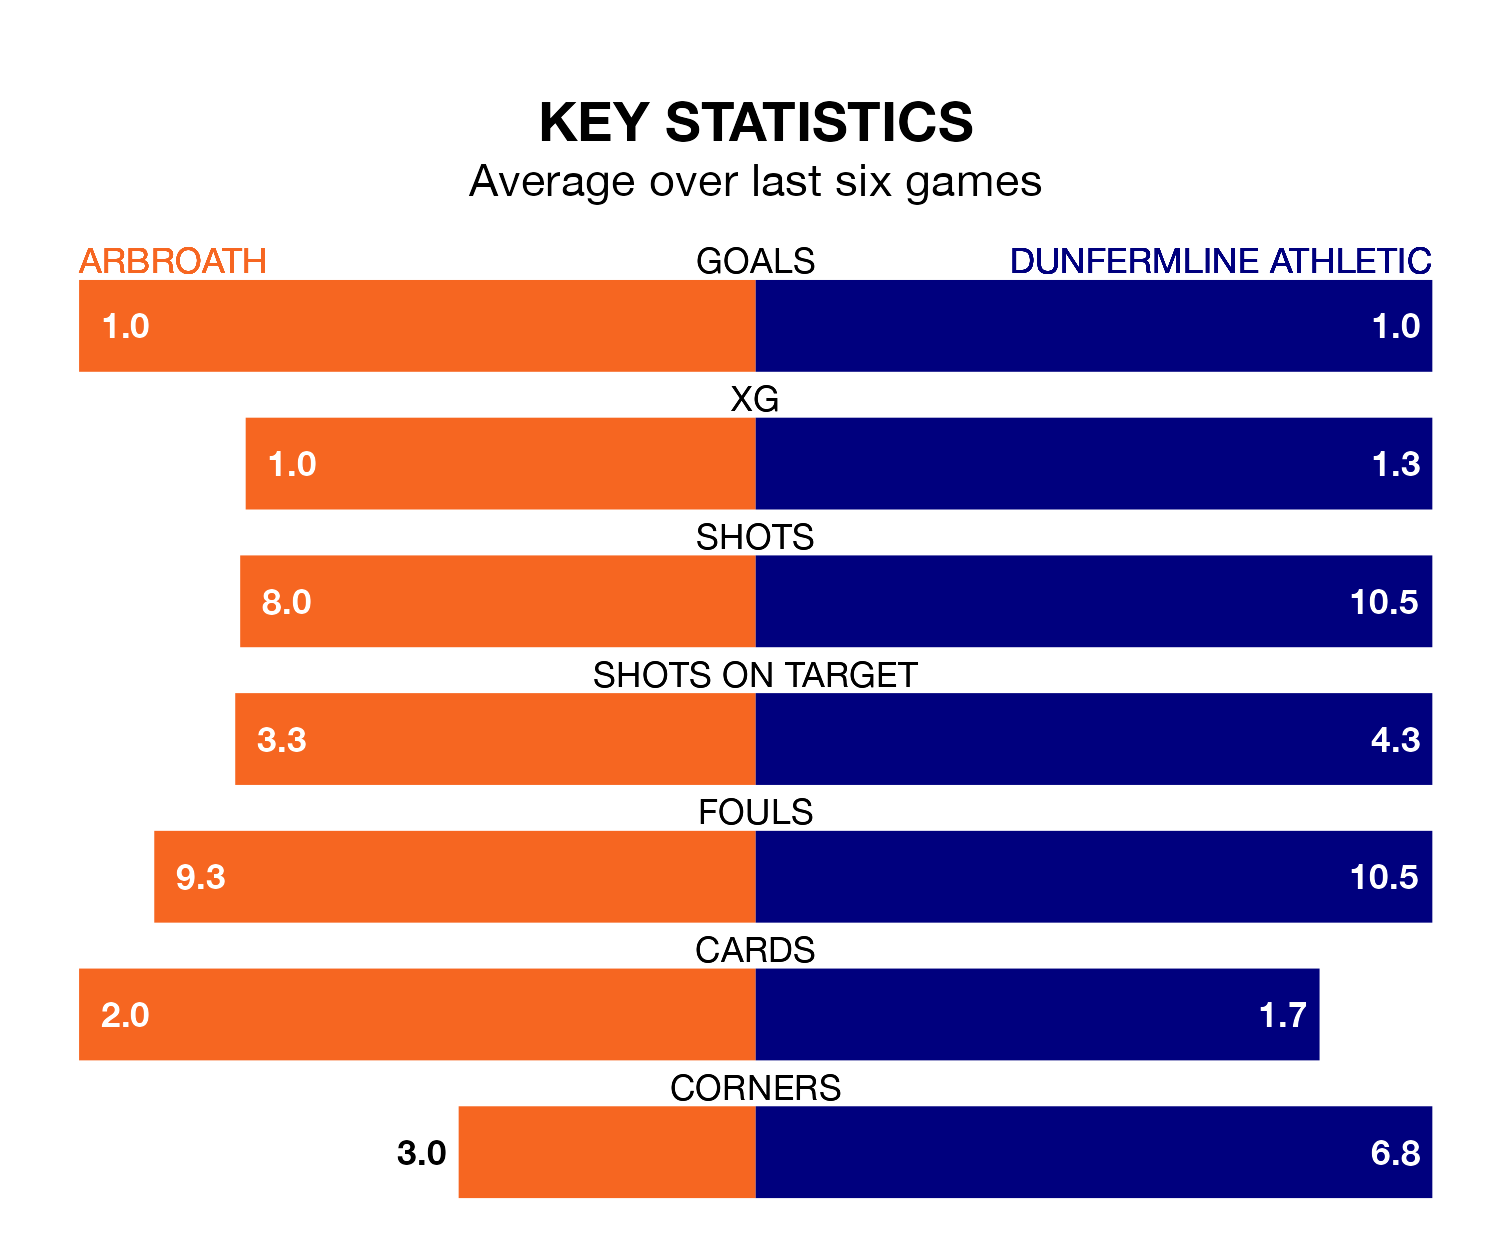 KEY STATISTICS
Average over last six games
ARBROATH GOALS DUNFERMLINE ATHLETIC
1.0 1.0
XG
1.0 1.3
SHOTS
8.0 10.5
SHOTS ON TARGET
3.3 4.3
FOULS
9.3 10.5
CARDS
2.0 1.7
CORNERS
3.0 6.8